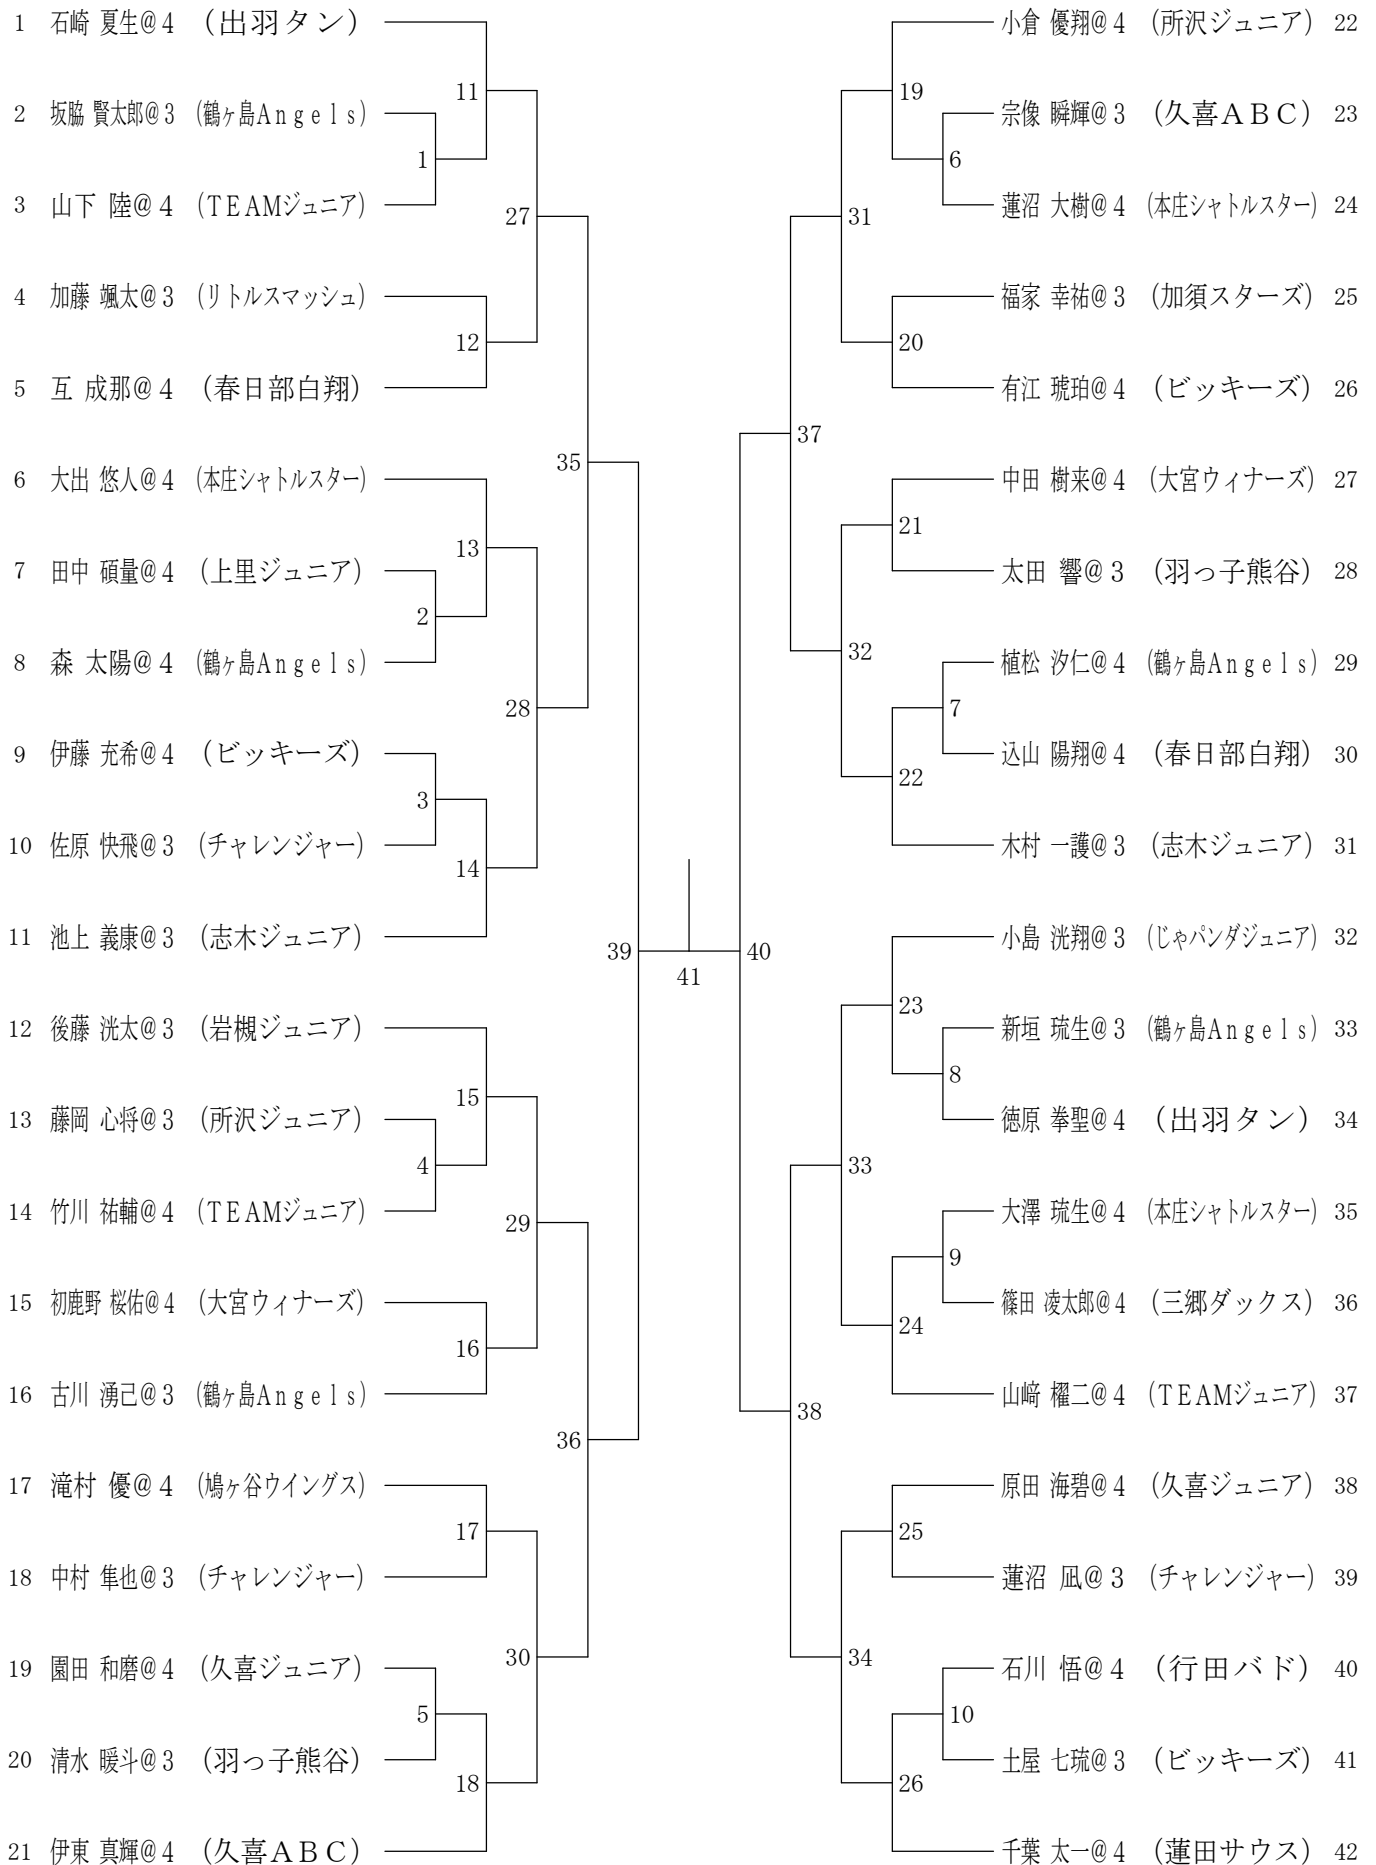 1 石崎 夏生@4 (出羽タン)
2 坂脇 賢太郎@3 (鶴ヶ島Angels)
3 山下 陸@4 (TEAMジュニア)
4 加藤 颯太@3 (リトルスマッシュ)
5 互 成那@4 (春日部白翔)
6 大出 悠人@4 (本庄シャトルスター)
7 田中 碩量@4 (上里ジュニア)
8 森 太陽@4 (鶴ヶ島Angels)
9 伊藤 充希@4 (ビッキーズ)
10 佐原 快飛@3 (チャレンジャー)
11 池上 義康@3 (志木ジュニア)
12 後藤 洸太@3 (岩槻ジュニア)
13 藤岡 心将@3 (所沢ジュニア)
14 竹川 祐輔@4 (TEAMジュニア)
15 初鹿野 桜佑@4 (大宮ウィナーズ)
16 古川 湧己@3 (鶴ヶ島Angels)
17 滝村 優@4 (鳩ヶ谷ウイングス)
18 中村 隼也@3 (チャレンジャー)
19 園田 和磨@4 (久喜ジュニア)
20 清水 暖斗@3 (羽っ子熊谷)
21 伊東 真輝@4 (久喜ABC)
1
2
3
4
5
11
12
13
14
15
16
17
18
27
28
29
30
35
36
39
41
40
37
38
31
32
33
34
19
20
21
22
23
24
25
26
6
7
8
9
10
小倉 優翔@4 (所沢ジュニア) 22
宗像 瞬輝@3 (久喜ABC) 23
蓮沼 大樹@4 (本庄シャトルスター) 24
福家 幸祐@3 (加須スターズ) 25
有江 琥珀@4 (ビッキーズ) 26
中田 樹来@4 (大宮ウィナーズ) 27
太田 響@3 (羽っ子熊谷) 28
植松 汐仁@4 (鶴ヶ島Angels) 29
込山 陽翔@4 (春日部白翔) 30
木村 一護@3 (志木ジュニア) 31
小島 洸翔@3 (じゃパンダジュニア) 32
新垣 琉生@3 (鶴ヶ島Angels) 33
徳原 拳聖@4 (出羽タン) 34
大澤 琉生@4 (本庄シャトルスター) 35
篠田 凌太郎@4 (三郷ダックス) 36
山﨑 櫂二@4 (TEAMジュニア) 37
原田 海碧@4 (久喜ジュニア) 38
蓮沼 凪@3 (チャレンジャー) 39
石川 悟@4 (行田バド) 40
土屋 七琉@3 (ビッキーズ) 41
千葉 太一@4 (蓮田サウス) 42